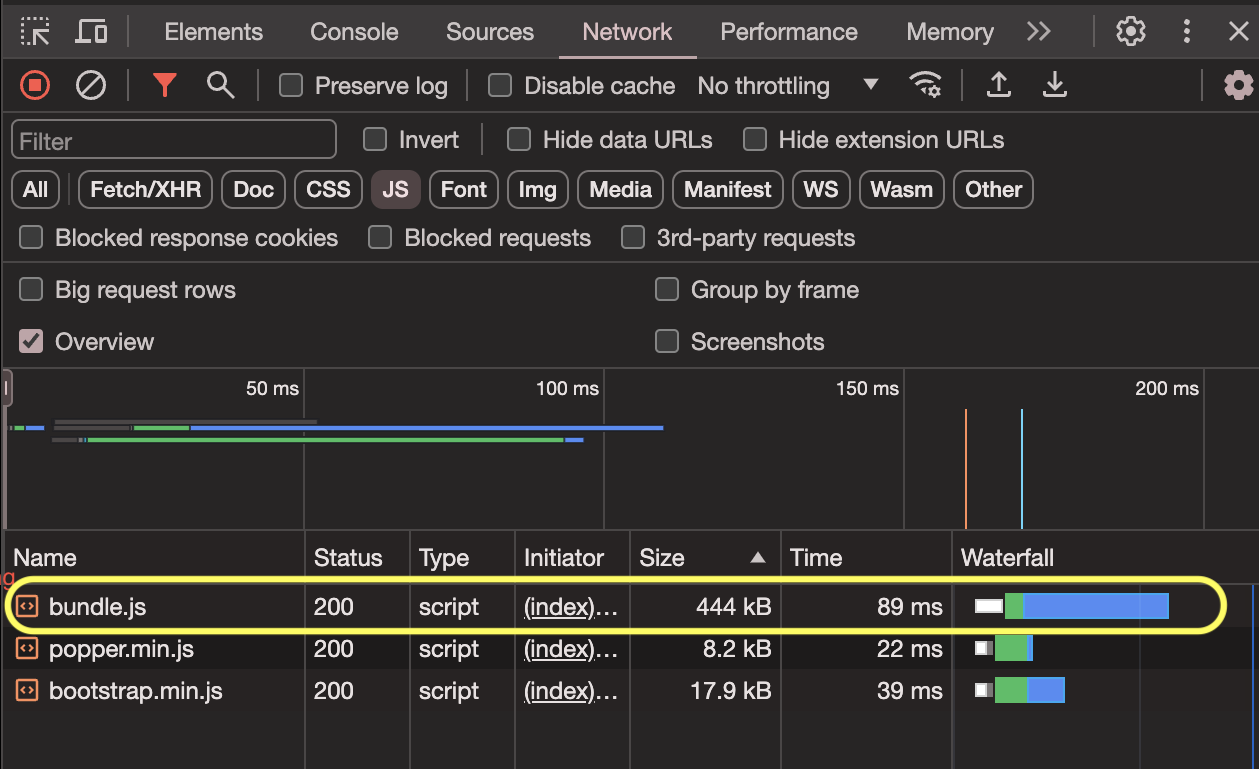 Elements Console Sources Network Performance Memory
Preserve log Disable cache No throttling
Filter Invert Hide data URLs Hide extension URLs
All Fetch/XHR Doc CSS JS Font Img Media Manifest WS Wasm Other
Blocked response cookies Blocked requests 3rd-party requests
Big request rows Group by frame
Overview Screenshots
50 ms 100 ms 150 ms 200 ms
Name Status Type Initiator Size Time Waterfall
ng
bundle.js 200 script (index)… 444 kB 89 ms
popper.min.js 200 script (index)… 8.2 kB 22 ms
bootstrap.min.js 200 script (index)… 17.9 kB 39 ms